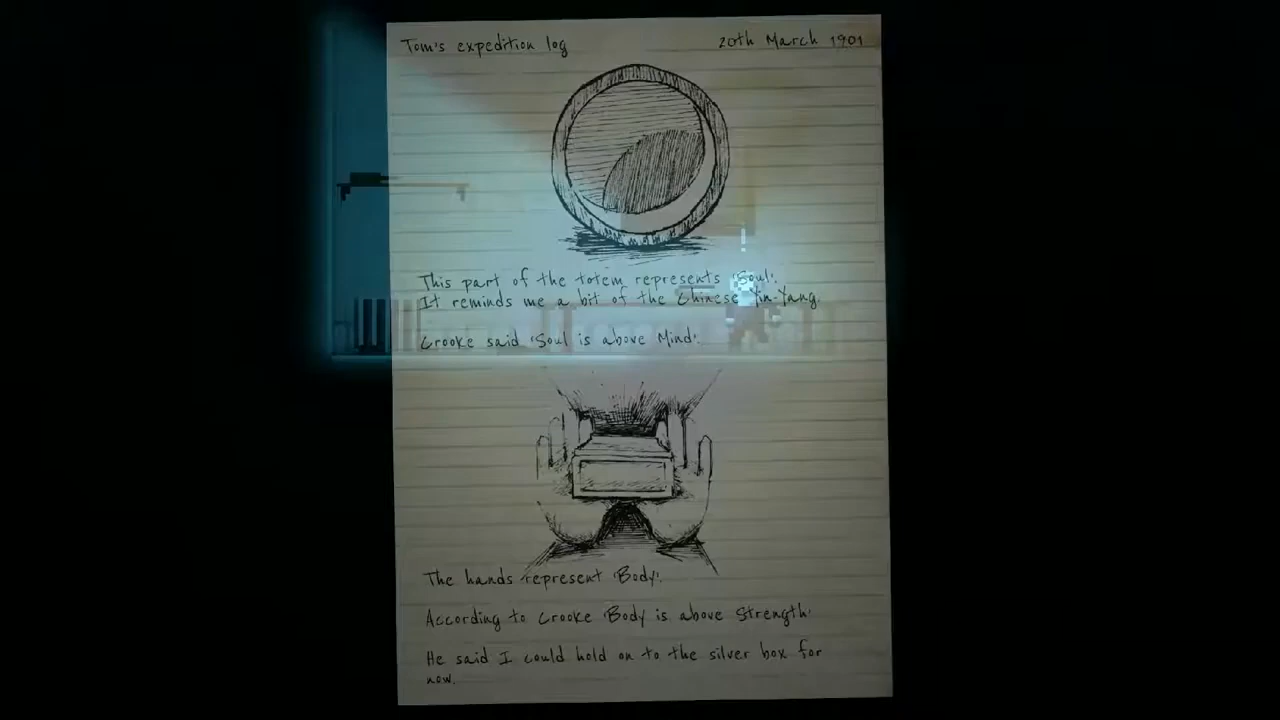 Tom's expedition log
20th March 1901
This part of the totem represents 'Soul'.
It reminds me a bit of the Chinese Yin-Yang
Crooke said 'Soul is above Mind'.
The hands represent 'Body'.
According to Crooke 'Body is above Strength'
He said I could hold on to the silver box for
now.